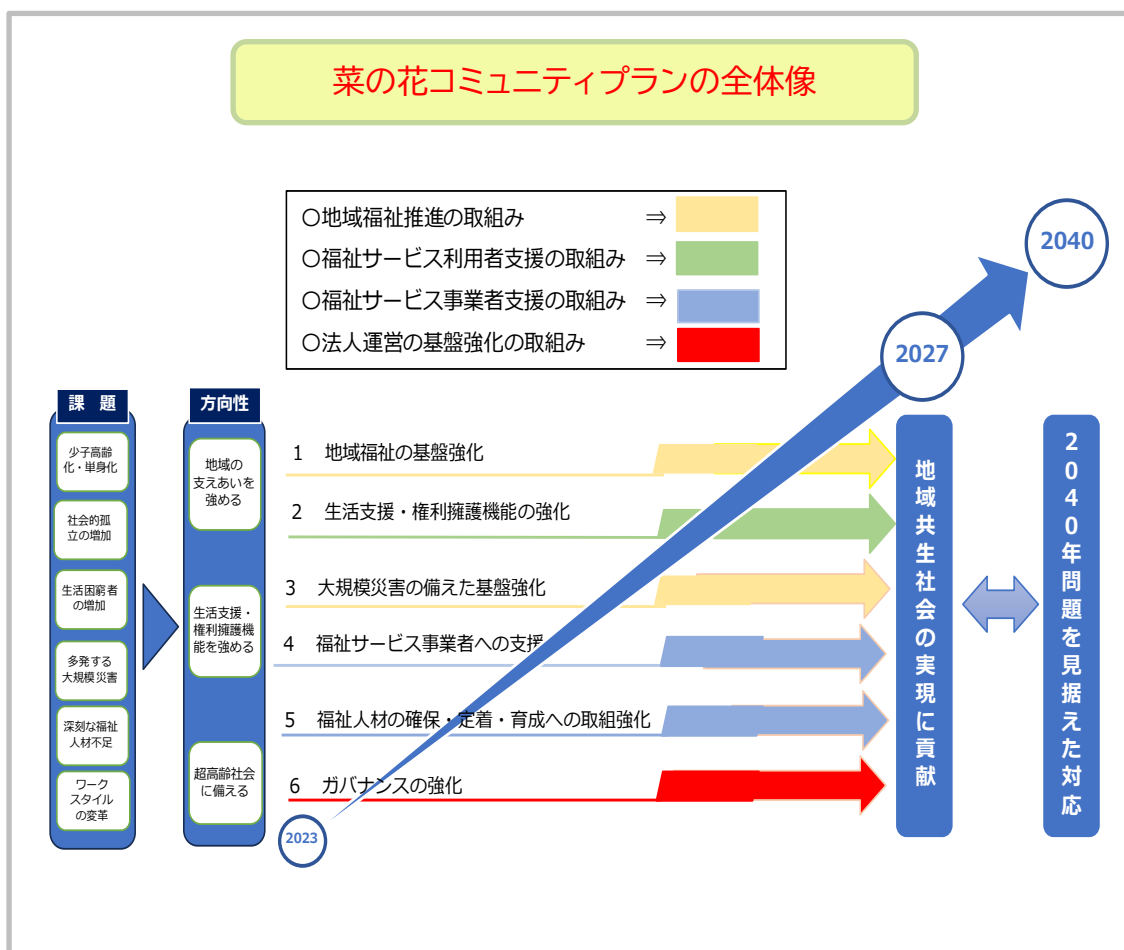 菜の花コミュニティプランの全体像
〇地域福祉推進の取組み ⇒
〇福祉サービス利用者支援の取組み ⇒
〇福祉サービス事業者支援の取組み ⇒
〇法人運営の基盤強化の取組み ⇒
2040
2027
課 題
少子高齢
化・単身化
社会的孤
立の増加
生活困窮者
の増加
多発する
大規模災害
深刻な福祉
人材不足
ワーク
スタイル
の変革
方向性
地域の
支えあいを
強める
生活支援・
権利擁護機
能を強める
超高齢社会
に備える
1 地域福祉の基盤強化
2 生活支援・権利擁護機能の強化
3 大規模災害の備えた基盤強化
4 福祉サービス事業者への支援
5 福祉人材の確保・定着・育成への取組強化
6 ガバナンスの強化
2023
地域共生社会の実現に貢献
2040年問題を見据えた対応